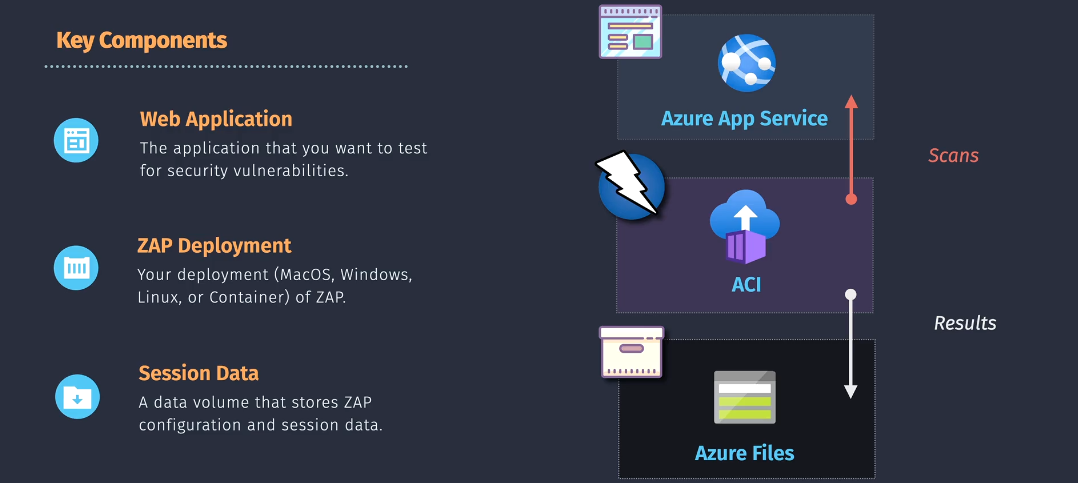 Key Components
Web Application
The application that you want to test
for security vulnerabilities.
ZAP Deployment
Your deployment (MacOS, Windows,
Linux, or Container) of ZAP.
Session Data
A data volume that stores ZAP
configuration and session data.
Azure App Service
Scans
ACI
Results
Azure Files